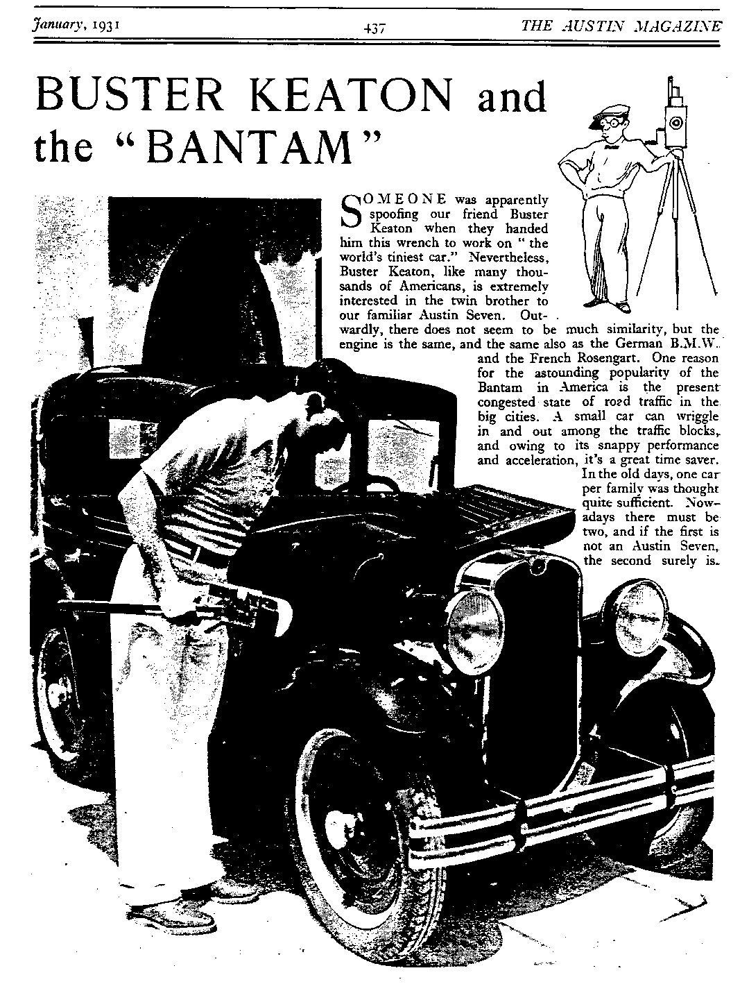 January, 1931
437
THE AUSTIN MAGAZINE
BUSTER KEATON and
the “BANTAM”
SOMEONE was apparently
spoofing our friend Buster
Keaton when they handed
him this wrench to work on “ the
world's tiniest car.” Nevertheless,
Buster Keaton, like many thou-
sands of Americans, is extremely
interested in the twin brother to
our familiar Austin Seven. Out-
wardly, there does not seem to be much similarity, but the
engine is the same, and the same also as the German B.M.W.
and the French Rosengart. One reason
for the astounding popularity of the
Bantam in America is the present
congested state of road traffic in the
big cities. A small car can wriggle
in and out among the traffic blocks,
and owing to its snappy performance
and acceleration, it's a great time saver.
In the old days, one car
per family was thought
quite sufficient. Now-
adays there must be
two, and if the first is
not an Austin Seven,
the second surely is.